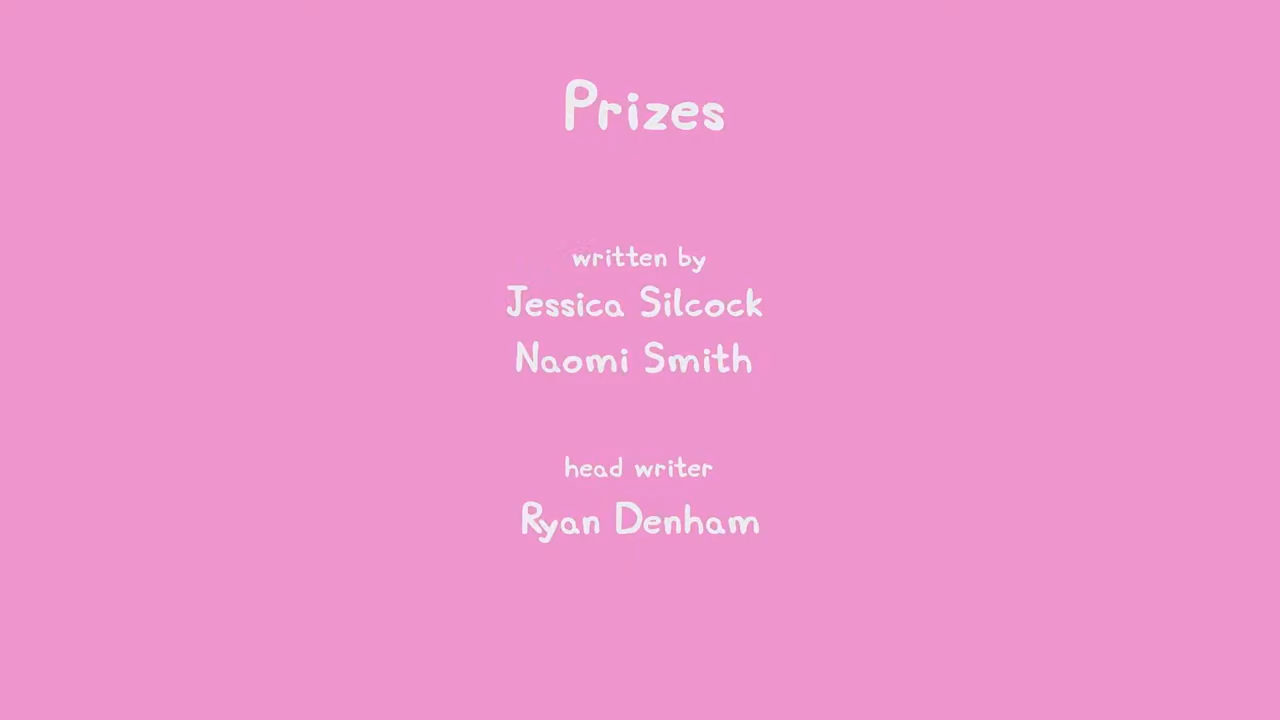 Prizes
written by
Jessica Silcock
Naomi Smith
head writer
Ryan Denham